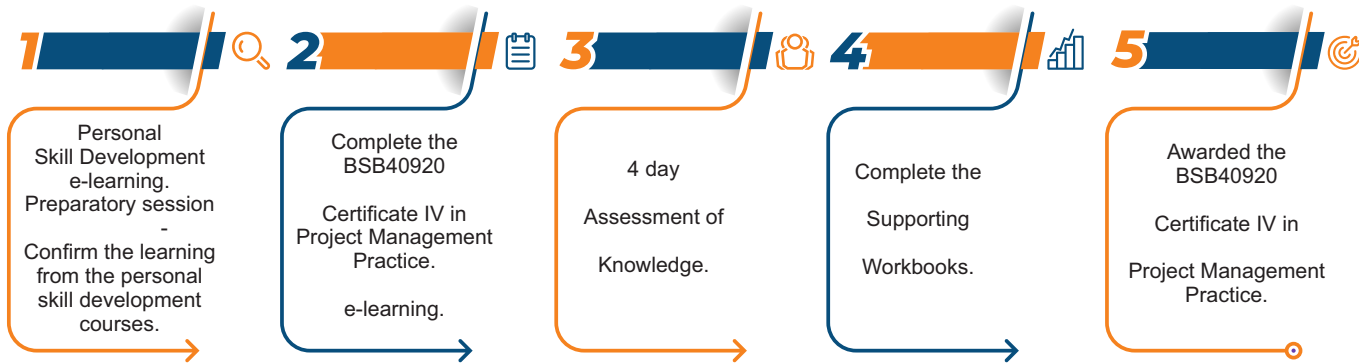 1
Personal
Skill Development
e-learning.
Preparatory session
-
Confirm the learning
from the personal
skill development
courses.
2
Complete the
BSB40920
Certificate IV in
Project Management
Practice.
e-learning.
3
4 day
Assessment of
Knowledge.
4
Complete the
Supporting
Workbooks.
5
Awarded the
BSB40920
Certificate IV in
Project Management
Practice.